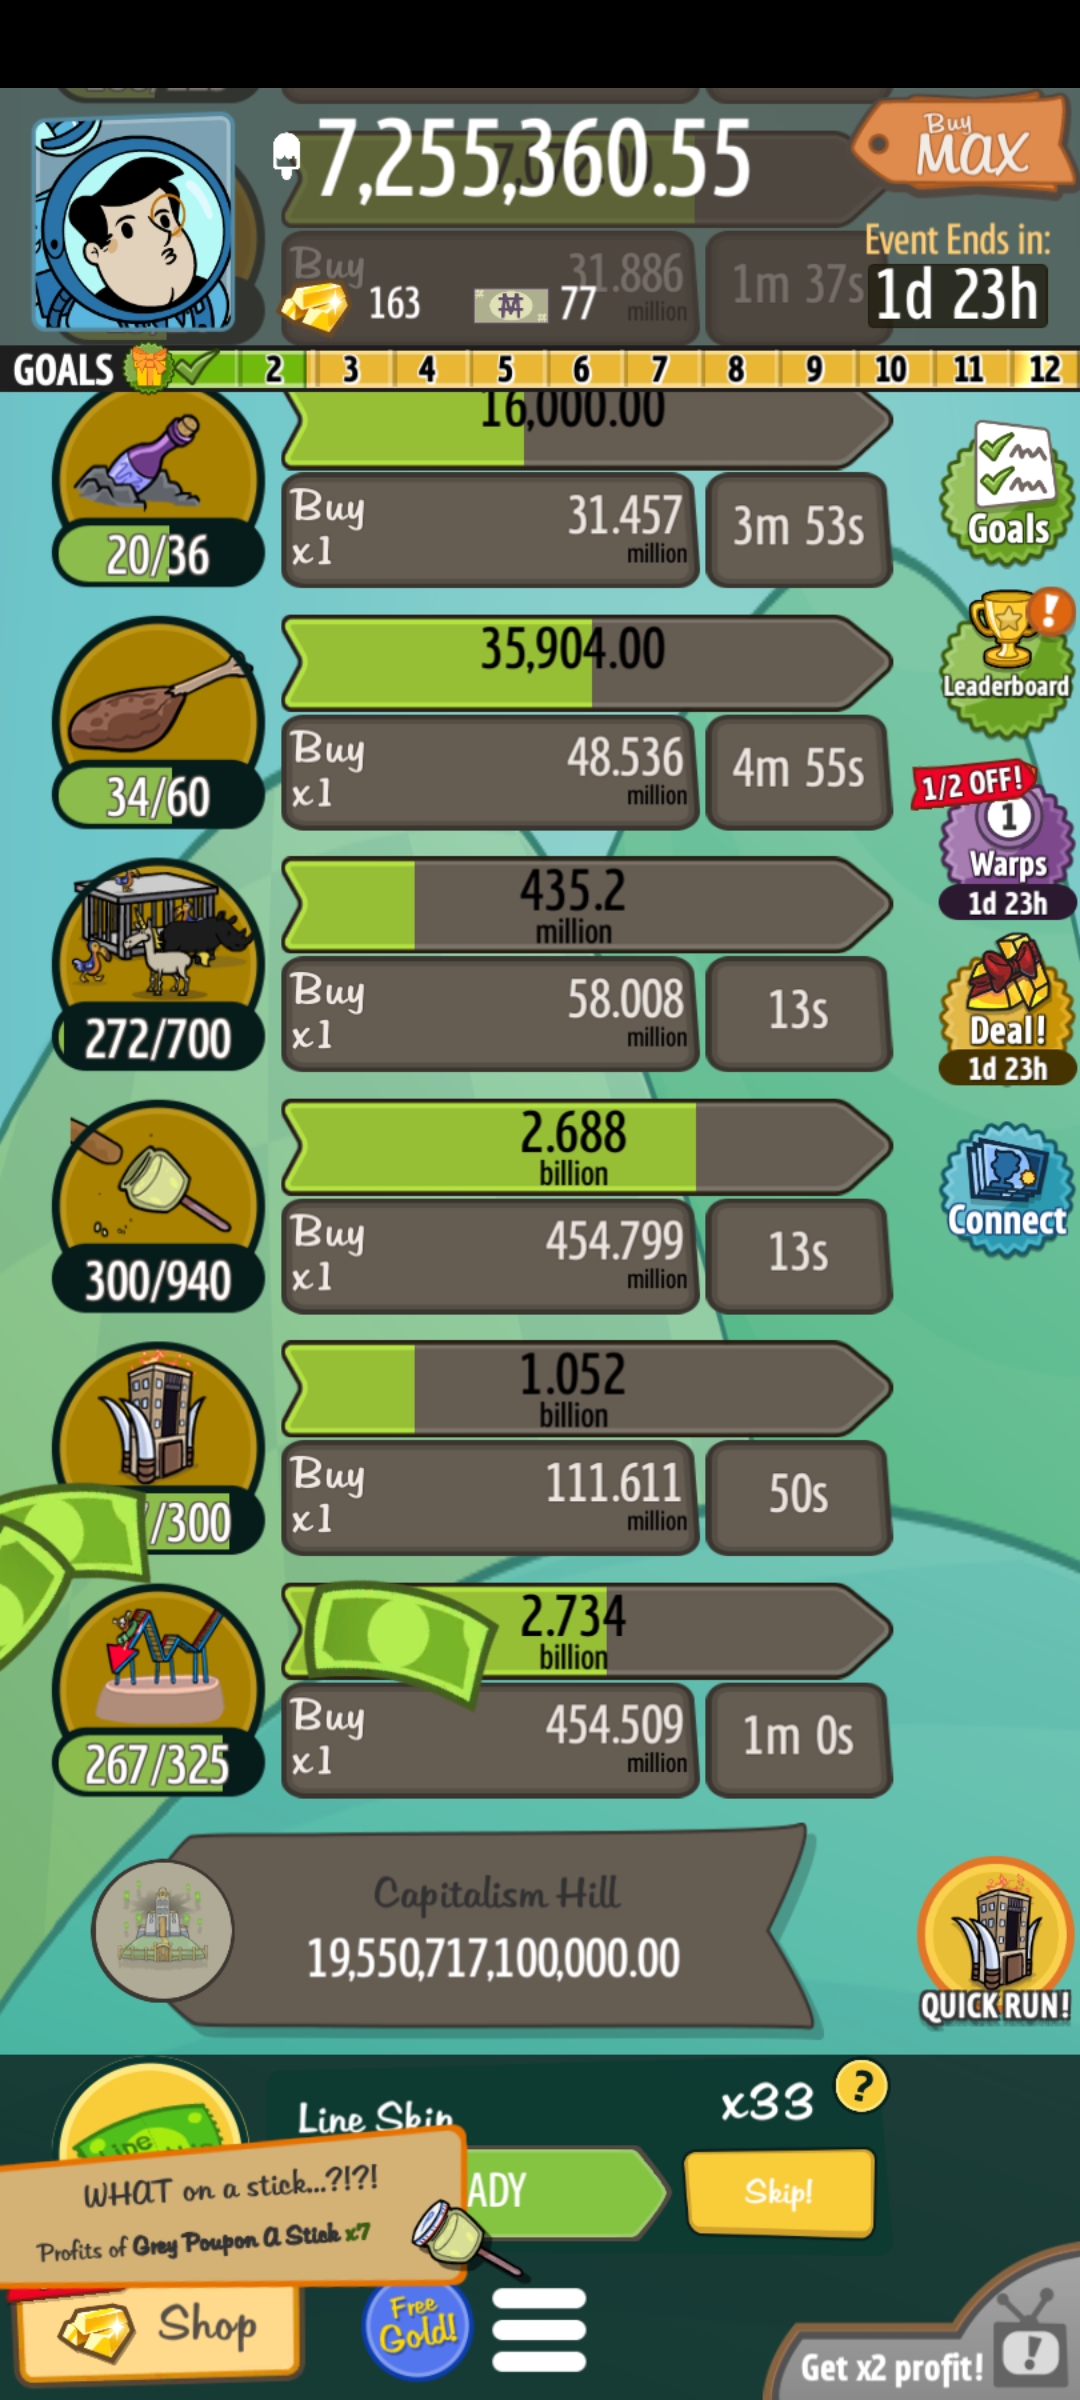 7,255,360.55
Buy
MAX
Event Ends in:
1d 23h
Buy
31.886
million
1m 37s
163
77
GOALS
2 3 4 5 6 7 8 9 10 11 12
16,000.00
Buy
x1
31.457
million
3m 53s
20/36
Goals
35,904.00
Buy
x1
48.536
million
4m 55s
34/60
Leaderboard
1/2 OFF!
1
Warps
1d 23h
435.2
million
Buy
x1
58.008
million
13s
272/700
Deal!
1d 23h
2.688
billion
Buy
x1
454.799
million
13s
300/940
Connect
1.052
billion
Buy
x1
111.611
million
50s
/300
2.734
billion
Buy
x1
454.509
million
1m 0s
267/325
Capitalism Hill
19,550,717,100,000.00
QUICK RUN!
Line Skip
x33
?
ADY
Skip!
WHAT on a stick...?!?!
Profits of Grey Poupon A Stick x7
Shop
Free
Gold!
Get x2 profit!